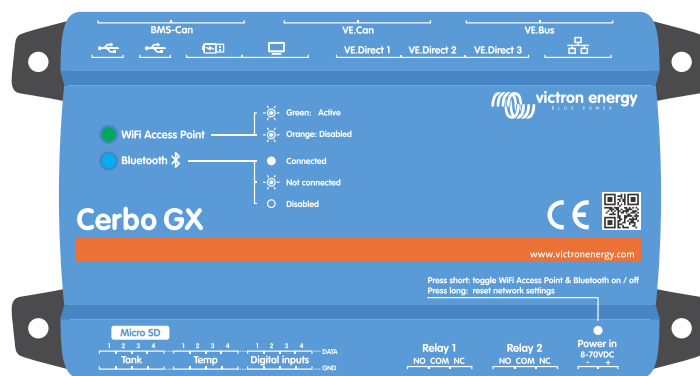 BMS-Can VE.Can VE.Bus
VE.Direct 1 VE.Direct 2 VE.Direct 3
victron energy
BLUE POWER
WiFi Access Point
Green: Active
Orange: Disabled
Bluetooth
Connected
Not connected
Disabled
Cerbo GX
CE
www.victronenergy.com
Press short: toggle WiFi Access Point & Bluetooth on / off
Press long: reset network settings
Micro SD
1 2 3 4 1 2 3 4 1 2 3 4 DATA
Tank Temp Digital inputs
GND
Relay 1
NO COM NC
Relay 2
NO COM NC
Power in
8-70VDC
- +